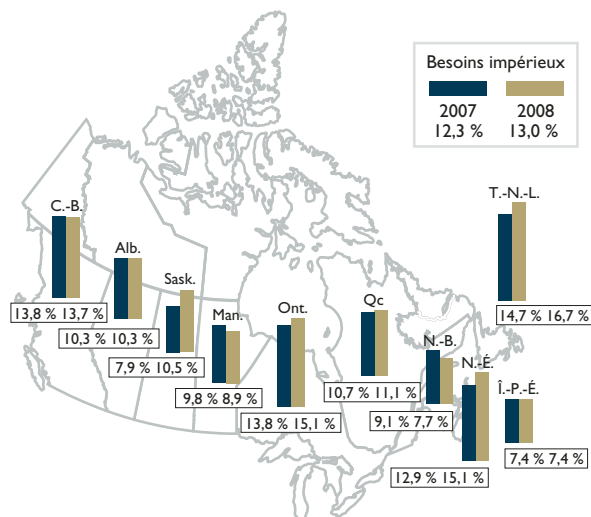 Besoins impérieux
2007 2008
12,3 % 13,0 %
T.-N.-L.
14,7 % 16,7 %
C.-B.
13,8 % 13,7 %
Alb.
10,3 % 10,3 %
Sask.
7,9 % 10,5 %
Man.
9,8 % 8,9 %
Ont.
13,8 % 15,1 %
Qc
10,7 % 11,1 %
N.-B.
9,1 % 7,7 %
N.-É.
12,9 % 15,1 %
Î.-P.-É.
7,4 % 7,4 %